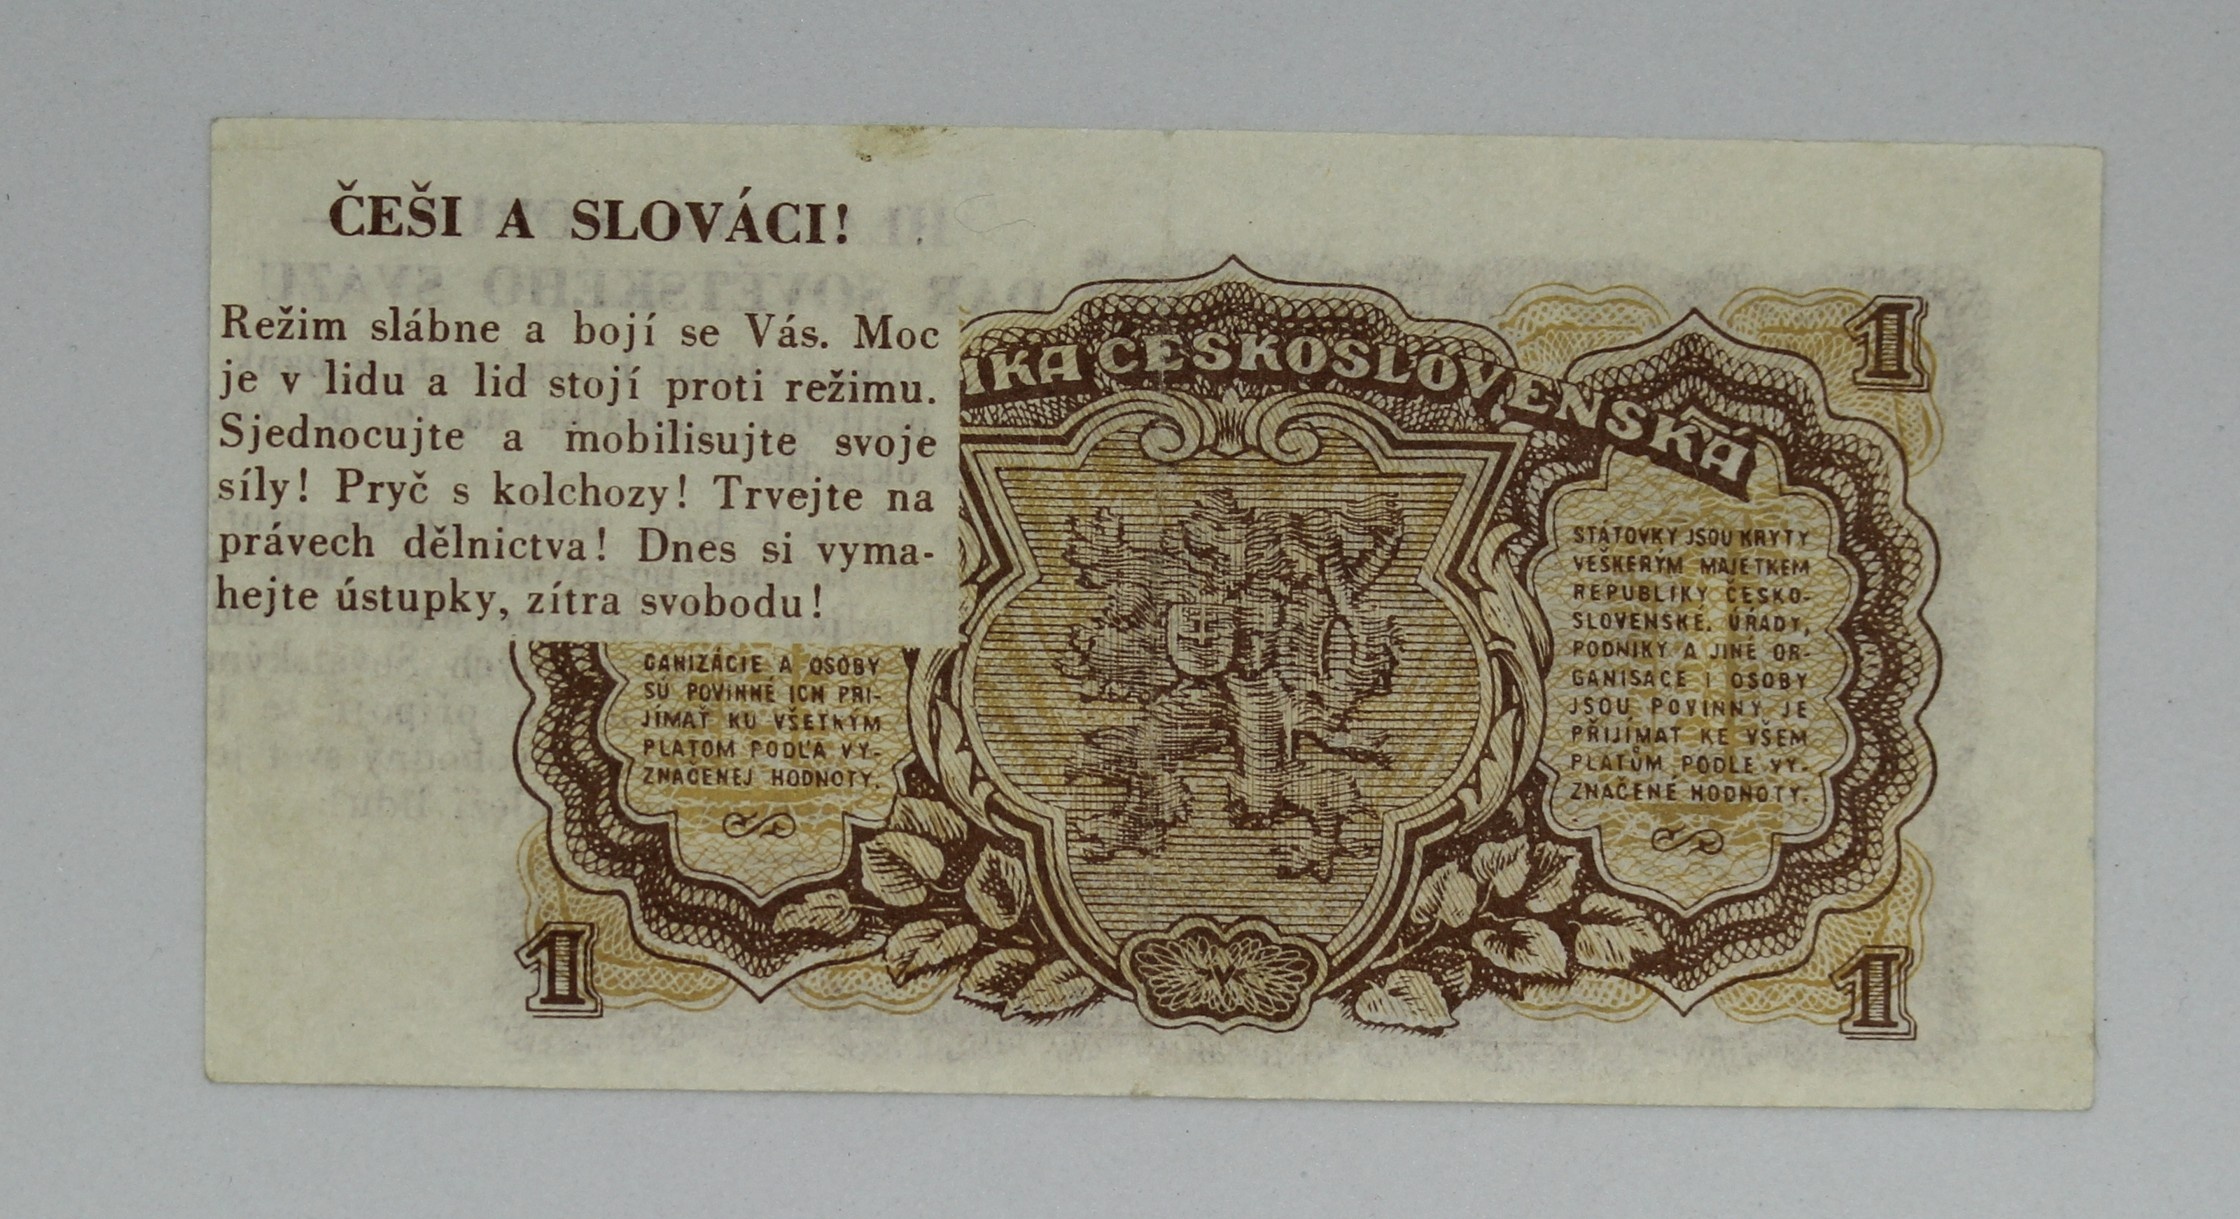 ČEŠI A SLOVÁCI!
Režim slábne a bojí se Vás. Moc
je v lidu a lid stojí proti režimu.
Sjednocujte a mobilisujte svoje
síly! Pryč s kolchozy! Trvejte na
právech dělnictva! Dnes si vyma-
hejte ústupky, zítra svobodu!
IKA ČESKOSLOVENSKÁ
1
GANIZÁCIE A OSOBY
SÚ POVINNÉ ICH PRI-
JÍMAŤ KU VŠETKÝM
PLATOM PODĽA VY-
ZNAČENEJ HODNOTY.
STÁTOVKY JSOU KRYTY
VEŠKERÝM MAJETKEM
REPUBLIKY ČESKO-
SLOVENSKÉ. ÚŘADY,
PODNIKY A JINÉ OR-
GANISACE I OSOBY
JSOU POVINNY JE
PŘIJÍMAT KE VŠEM
PLATŮM PODLE VY-
ZNAČENÉ HODNOTY.
1
V
1